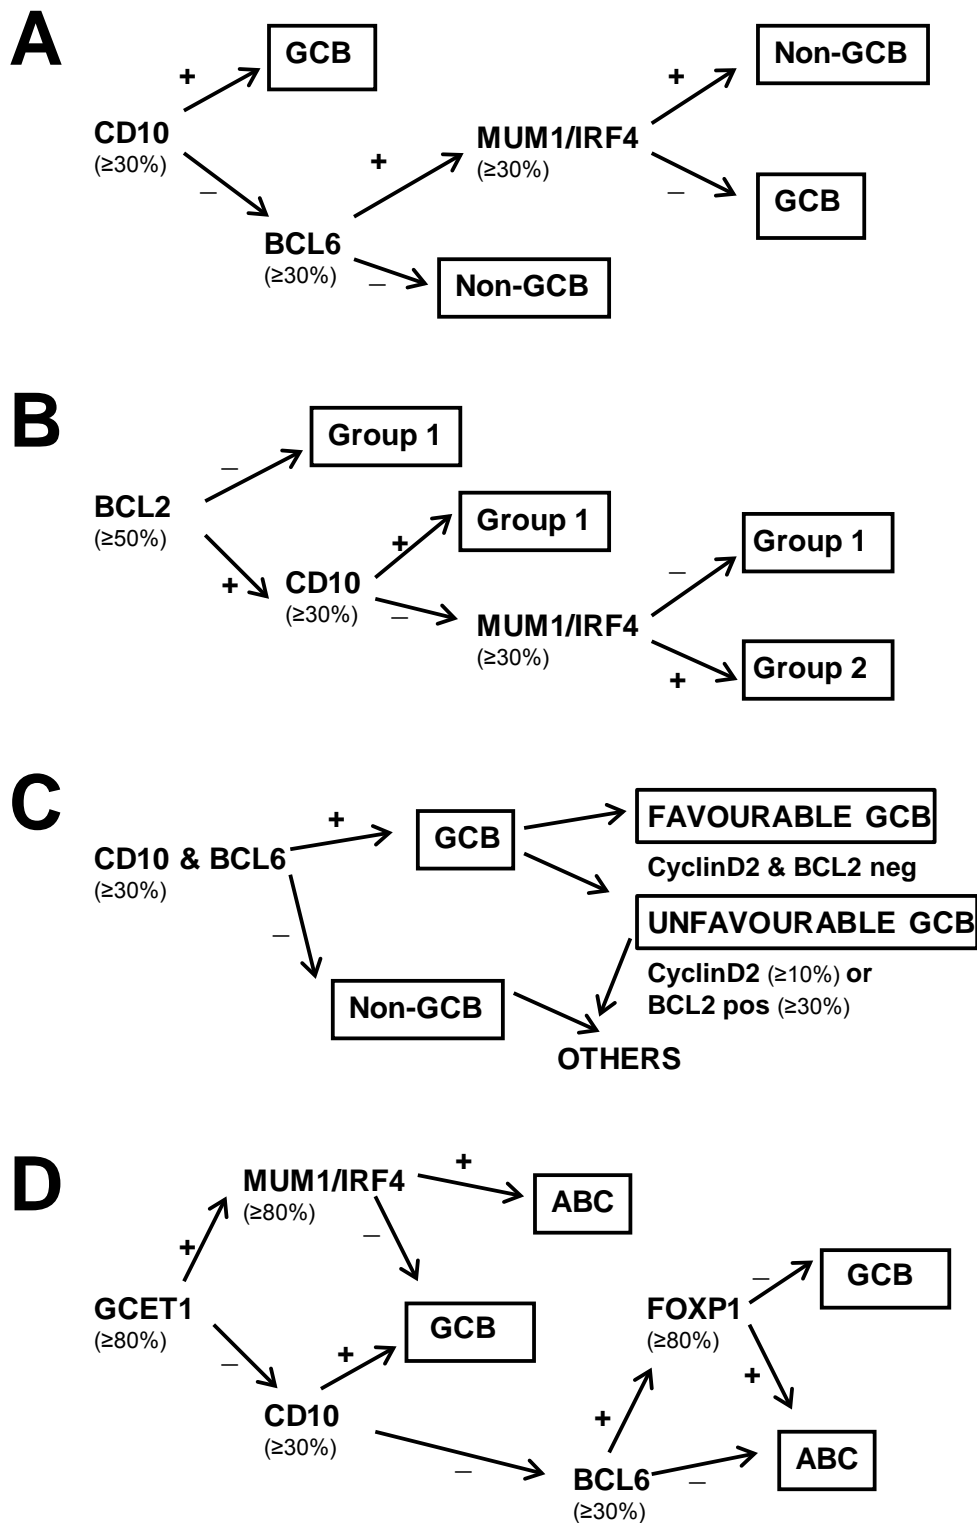 A
GCB
Non-GCB
+
+
CD10
(≥30%)
MUM1/IRF4
(≥30%)
+
–
–
GCB
BCL6
(≥30%)
–
Non-GCB
B
Group 1
–
BCL2
(≥50%)
Group 1
+
Group 1
+
CD10
(≥30%)
–
–
MUM1/IRF4
(≥30%)
Group 2
+
C
FAVOURABLE GCB
+
GCB
CD10 & BCL6
(≥30%)
CyclinD2 & BCL2 neg
UNFAVOURABLE GCB
–
CyclinD2 (≥10%) or
BCL2 pos (≥30%)
Non-GCB
OTHERS
D
MUM1/IRF4
(≥80%)
+
ABC
–
+
GCB
–
GCET1
(≥80%)
FOXP1
(≥80%)
GCB
–
+
+
CD10
(≥30%)
+
ABC
–
BCL6
(≥30%)
–